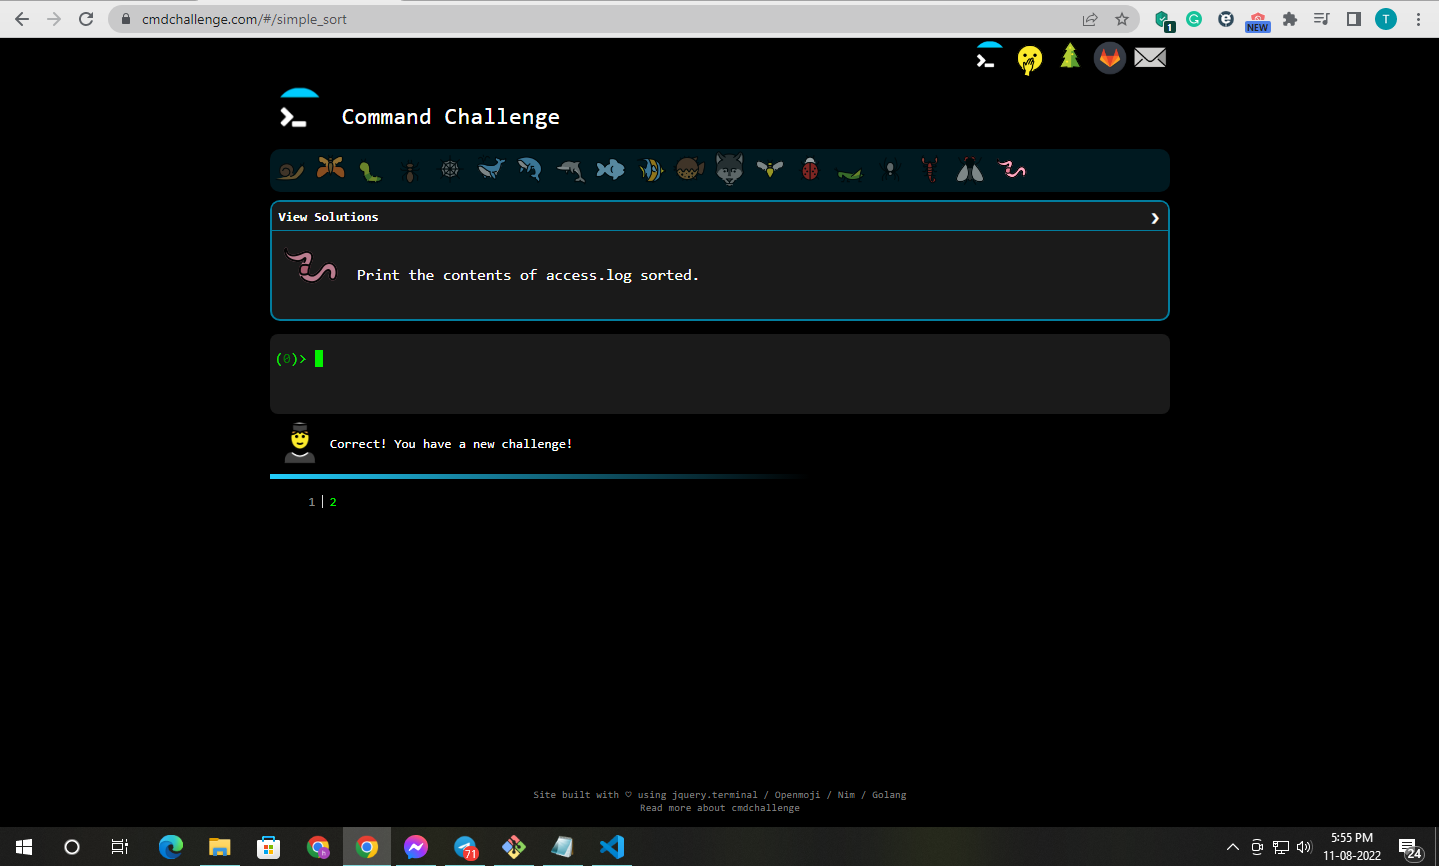 cmdchallenge.com/#/simple_sort
1
NEW
T
Command Challenge
View Solutions
Print the contents of access.log sorted.
(0)>
Correct! You have a new challenge!
1 | 2
Site built with ♡ using jquery.terminal / Openmoji / Nim / Golang
Read more about cmdchallenge
71
5:55 PM
11-08-2022
24